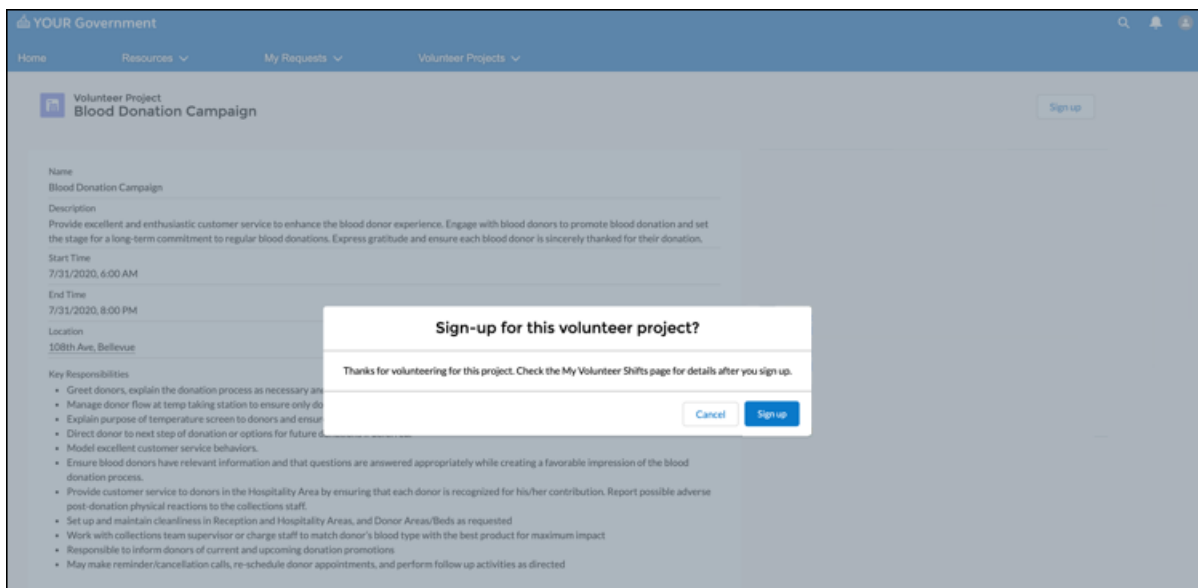 YOUR Government
Home Resources My Requests Volunteer Projects
Volunteer Project
Blood Donation Campaign
Sign up
Name
Blood Donation Campaign
Description
Provide excellent and enthusiastic customer service to enhance the blood donor experience. Engage with blood donors to promote blood donation and set
the stage for a long-term commitment to regular blood donations. Express gratitude and ensure each blood donor is sincerely thanked for their donation.
Start Time
7/31/2020, 6:00 AM
End Time
7/31/2020, 8:00 PM
Location
108th Ave, Bellevue
Sign-up for this volunteer project?
Thanks for volunteering for this project. Check the My Volunteer Shifts page for details after you sign up.
Cancel Sign up
Key Responsibilities
• Greet donors, explain the donation process as necessary
• Manage donor flow at temp taking station to ensure only
• Explain purpose of temperature screen to donors and
• Direct donor to next step of donation or options for future
• Model excellent customer service behaviors.
• Ensure blood donors have relevant information and that questions are answered appropriately while creating a favorable impression of the blood
donation process.
• Provide customer service to donors in the Hospitality Area by ensuring that each donor is recognized for his/her contribution. Report possible adverse
post-donation physical reactions to the collections staff.
• Set up and maintain cleanliness in Reception and Hospitality Areas, and Donor Areas/Beds as requested
• Work with collections team supervisor or charge staff to match donor's blood type with the best product for maximum impact
• Responsible to inform donors of current and upcoming donation promotions
• May make reminder/cancellation calls, re-schedule donor appointments, and perform follow up activities as directed